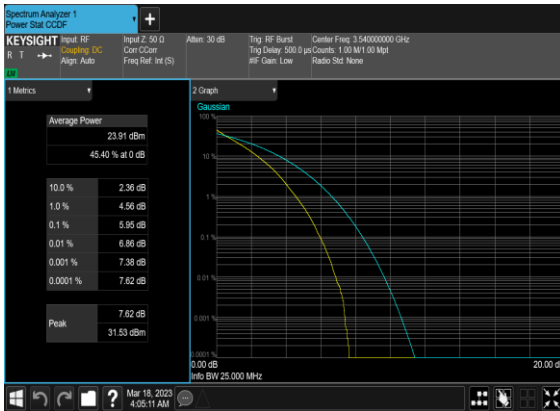 Spectrum Analyzer 1
Power Stat CCDF
+
KEYSIGHT
R T
LXI
Input: RF
Coupling: DC
Align: Auto
Input Z: 50 Ω
Corr CCorr
Freq Ref: Int (S)
Atten: 30 dB
Trig: RF Burst
Trig Delay: 500.0 µs
#IF Gain: Low
Center Freq: 3.540000000 GHz
Counts: 1.00 M/1.00 Mpt
Radio Std: None
1 Metrics
Average Power
23.91 dBm
45.40 % at 0 dB
10.0 % 2.36 dB
1.0 % 4.56 dB
0.1 % 5.95 dB
0.01 % 6.86 dB
0.001 % 7.38 dB
0.0001 % 7.62 dB
Peak 7.62 dB
31.53 dBm
2 Graph
Gaussian
100 %
10 %
1 %
0.1 %
0.01 %
0.001 %
0.0001 %
0.00 dB
20.00 d
Info BW 25.000 MHz
?
Mar 18, 2023
4:05:11 AM